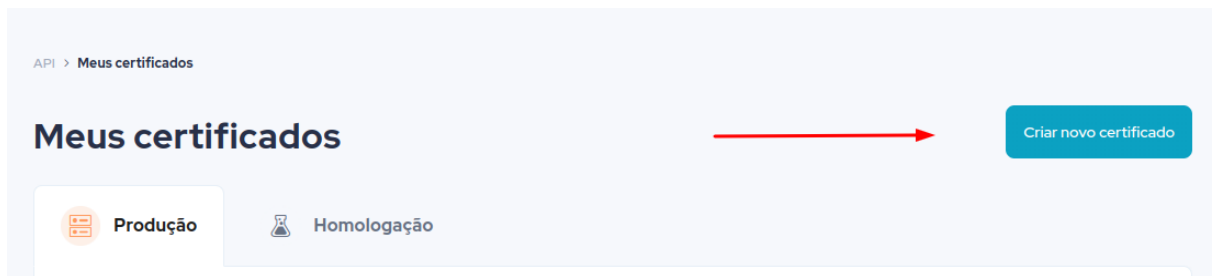 API > Meus certificados
Meus certificados
Criar novo certificado
Produção
Homologação